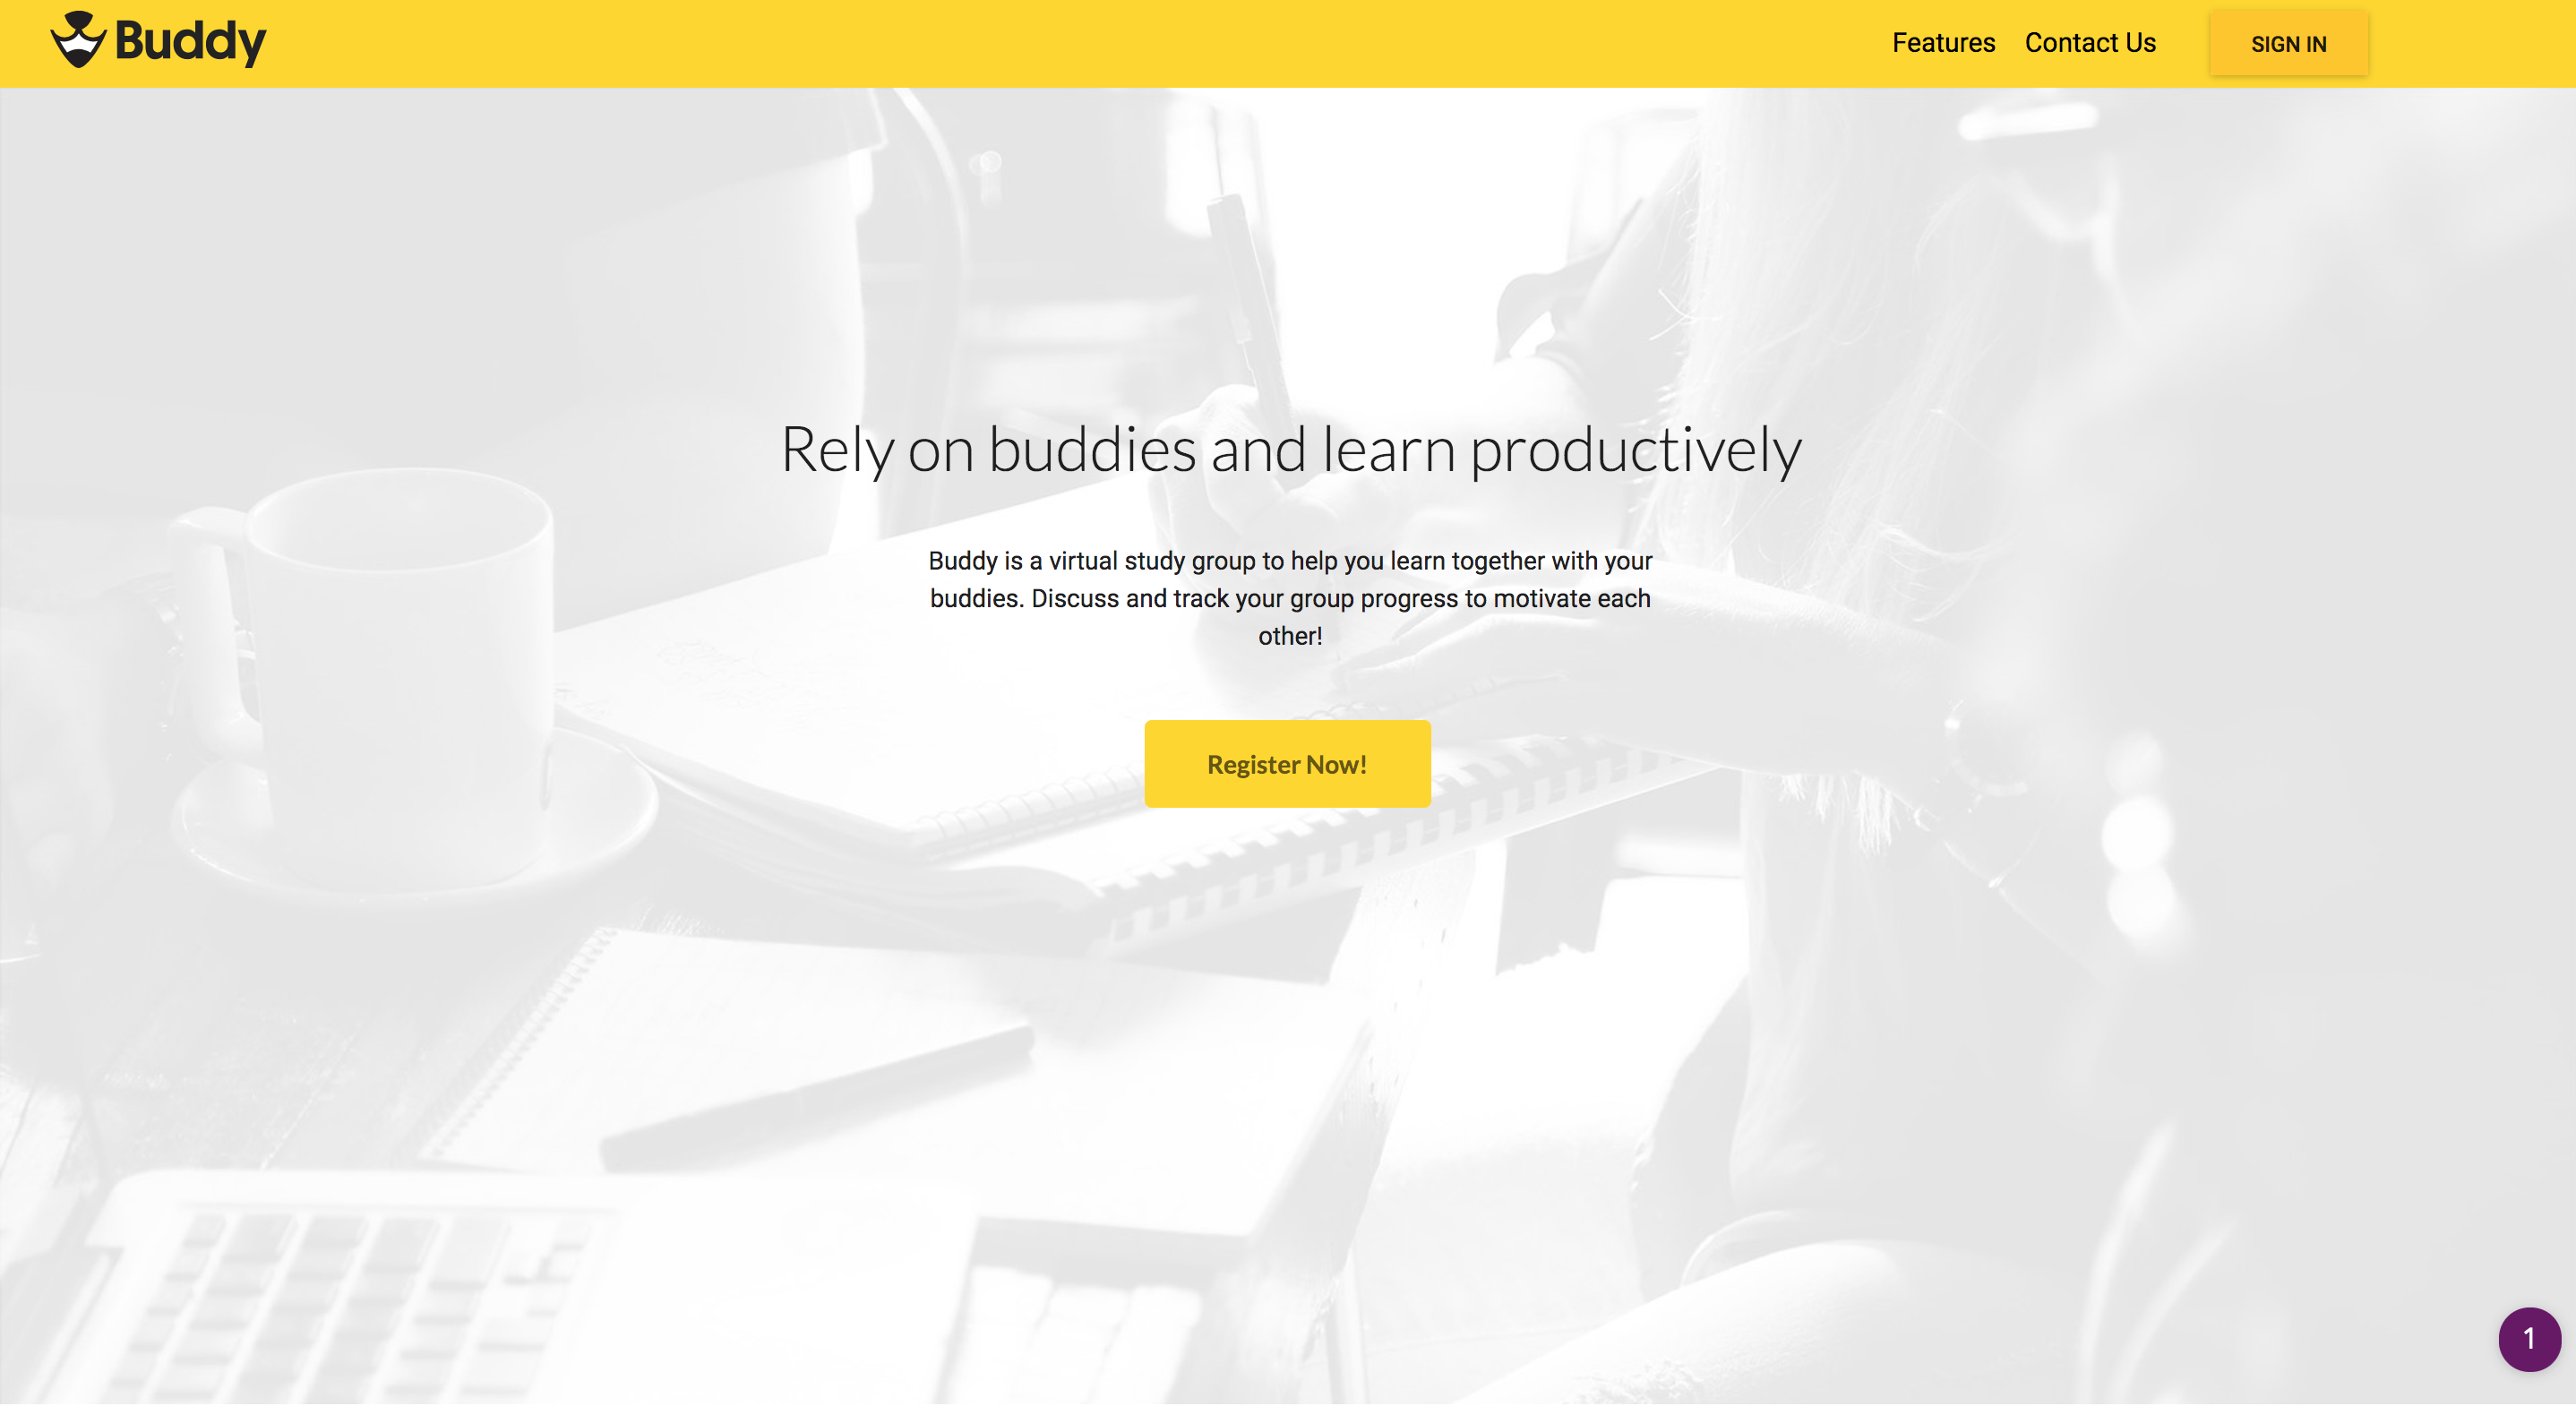 Buddy
Features
Contact Us
SIGN IN
Rely on buddies and learn productively
Buddy is a virtual study group to help you learn together with your
buddies. Discuss and track your group progress to motivate each
other!
Register Now!
1